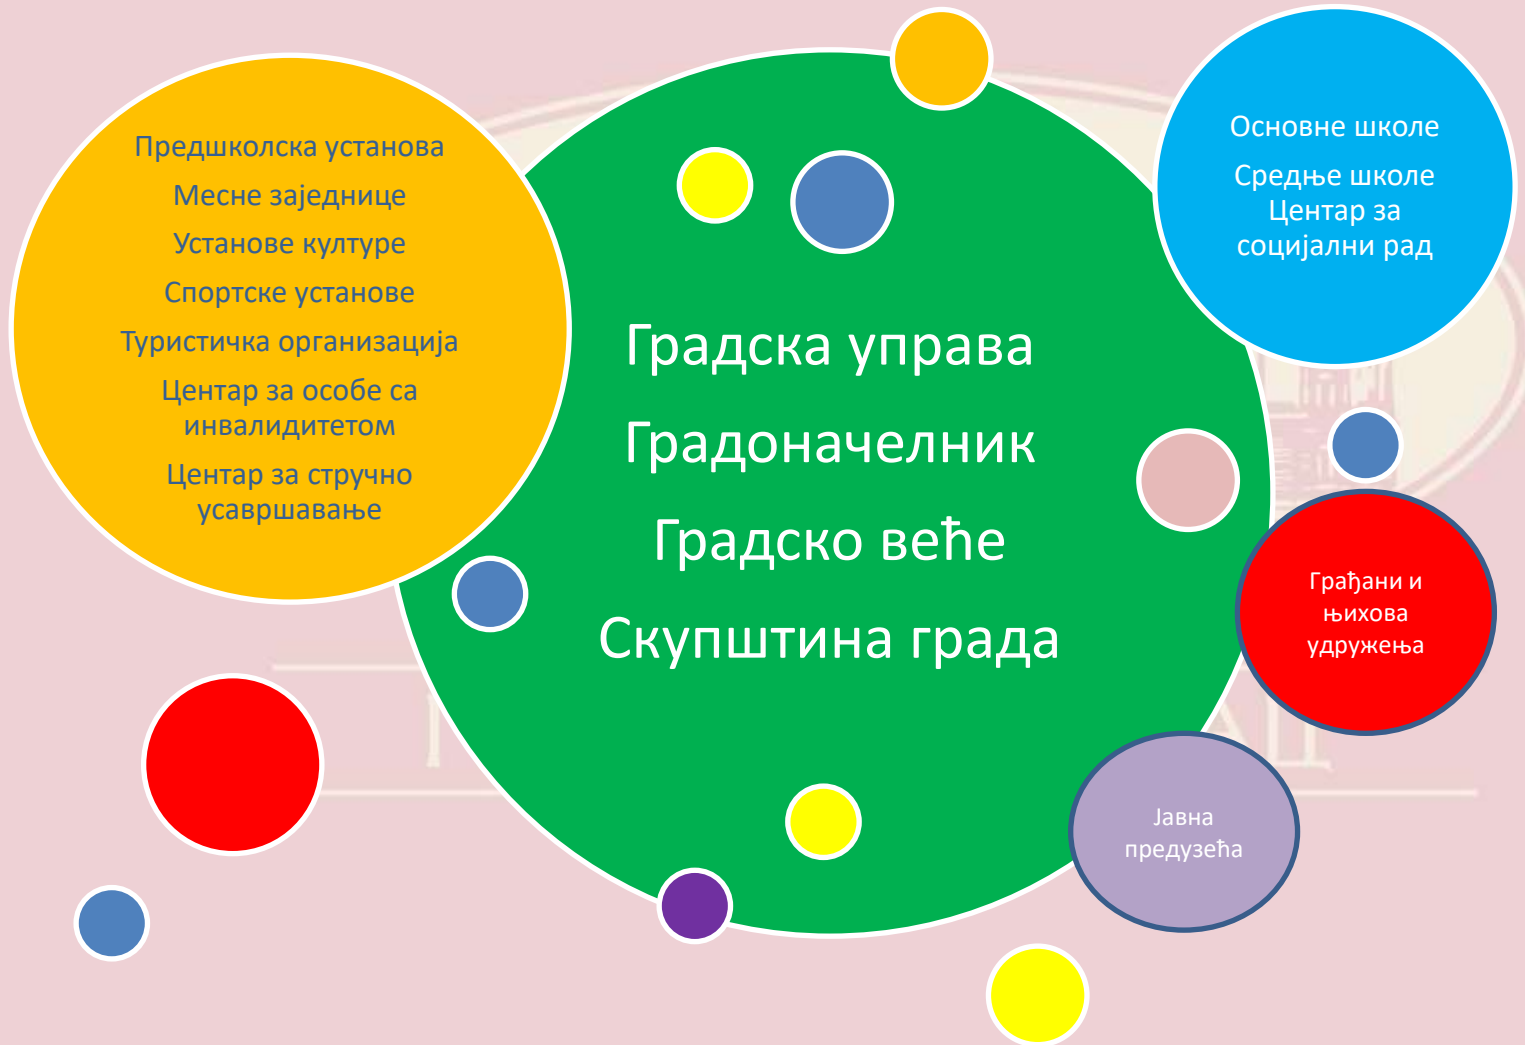 Предшколска установа
Месне заједнице
Установе културе
Спортске установе
Туристичка организација
Центар за особе са
инвалидитетом
Центар за стручно
усавршавање
Градска управа
Градоначелник
Градско веће
Скупштина града
Основне школе
Средње школе
Центар за
социјални рад
Грађани и
њихова
удружења
Јавна
предузећа